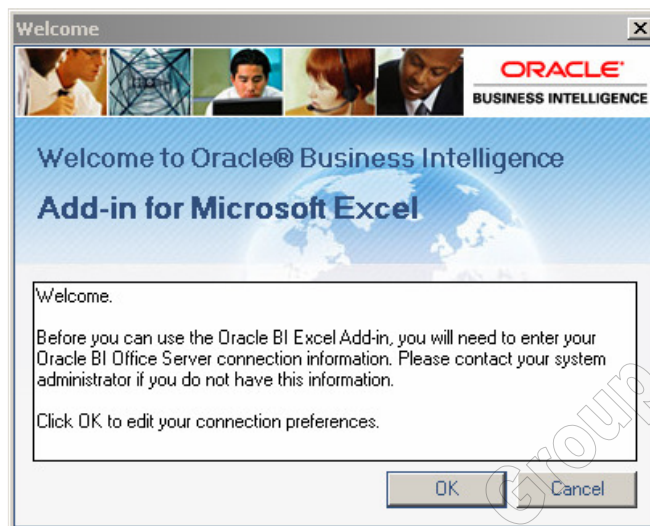 Welcome
ORACLE®
BUSINESS INTELLIGENCE
Welcome to Oracle® Business Intelligence
Add-in for Microsoft Excel
Welcome.
Before you can use the Oracle BI Excel Add-in, you will need to enter your
Oracle BI Office Server connection information. Please contact your system
administrator if you do not have this information.
Click OK to edit your connection preferences.
OK
Cancel
Group